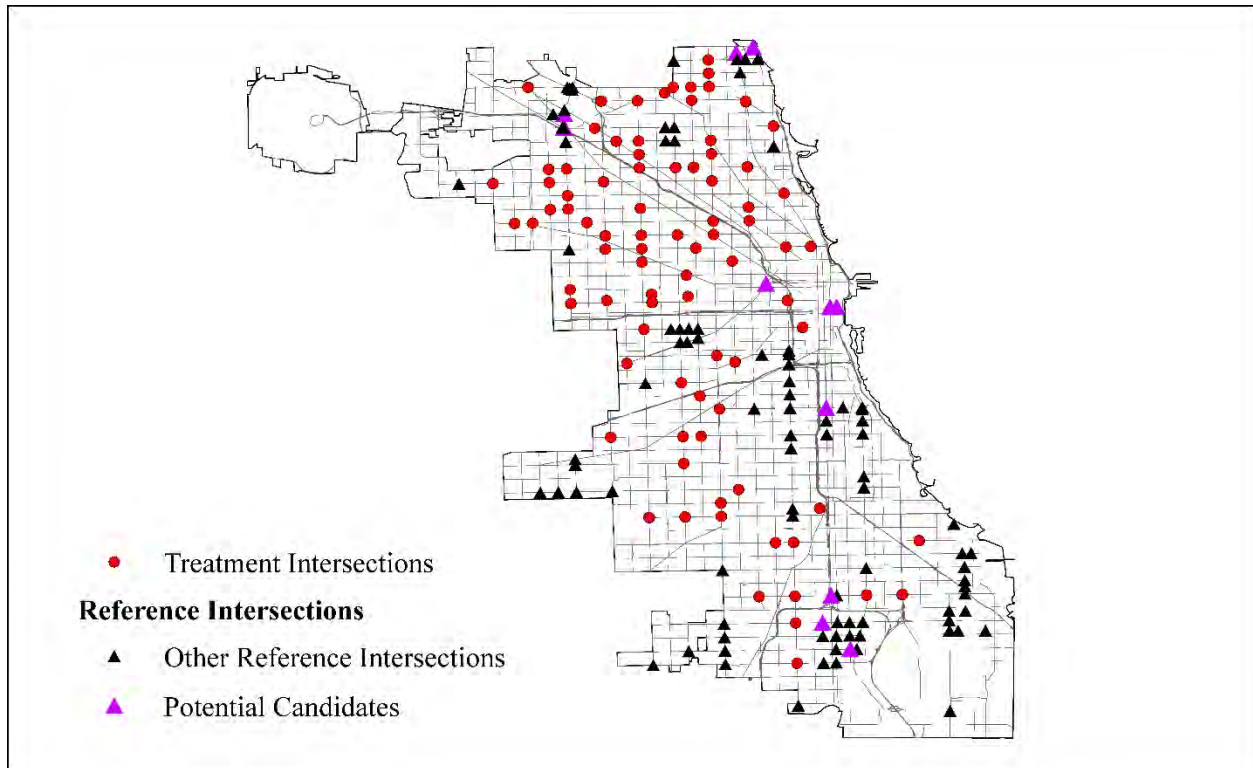 Treatment Intersections
Reference Intersections
Other Reference Intersections
Potential Candidates